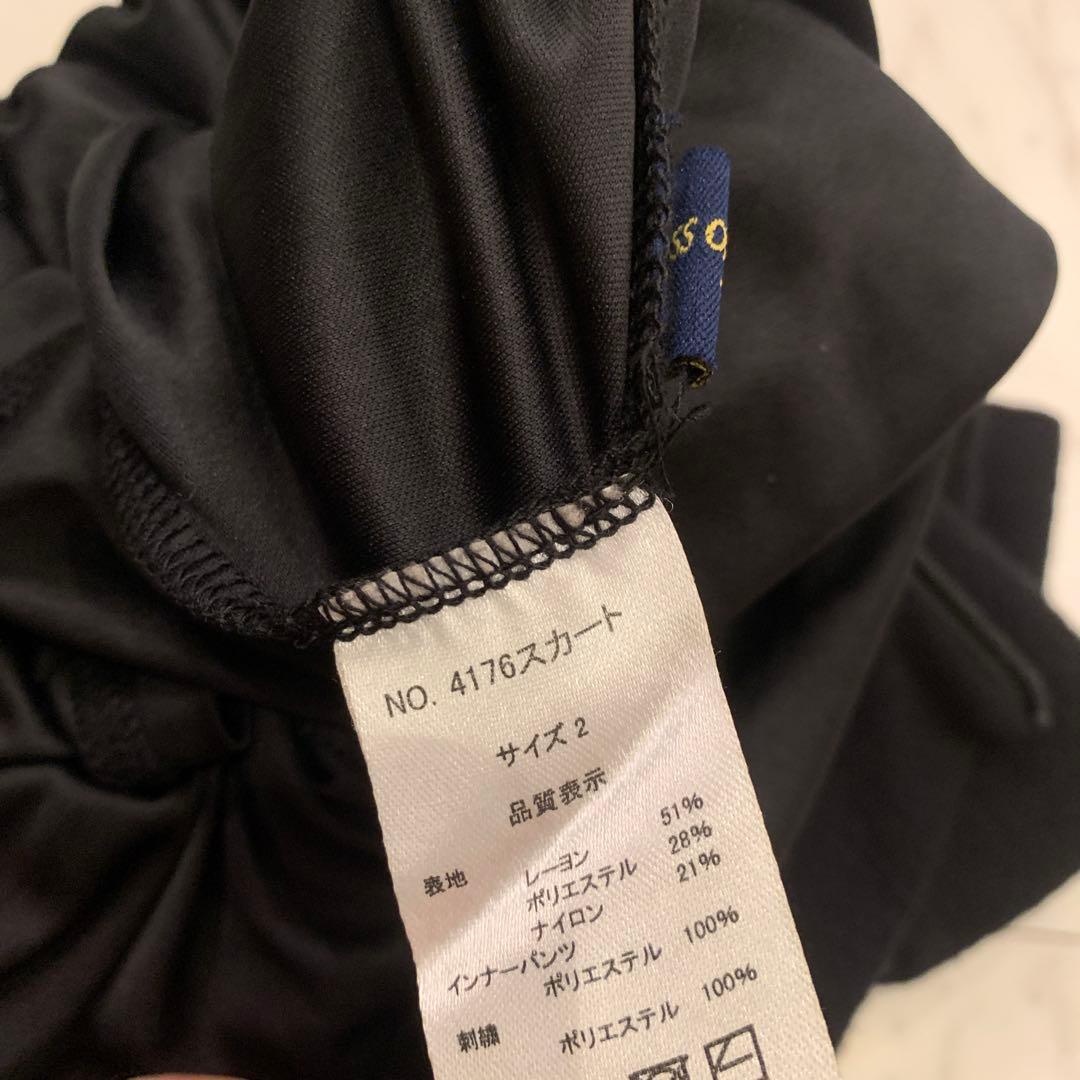 ss o
NO. 4176スカート
サイズ2
品質表示
表地 レーヨン 51%
ポリエステル 28%
ナイロン 21%
インナーパンツ
ポリエステル 100%
刺繍 ポリエステル 100%